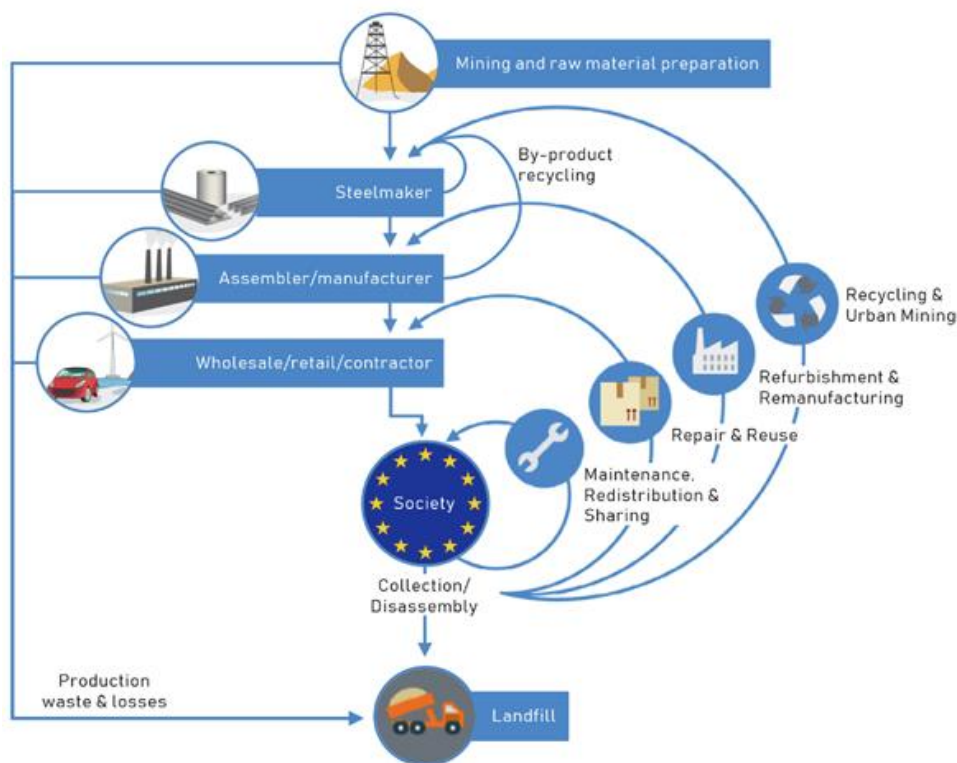 Mining and raw material preparation
By-product
recycling
Steelmaker
Assembler/manufacturer
Recycling &
Urban Mining
Wholesale/retail/contractor
Refurbishment &
Remanufacturing
Repair & Reuse
Maintenance,
Redistribution &
Sharing
Society
Collection/
Disassembly
Production
waste & losses
Landfill